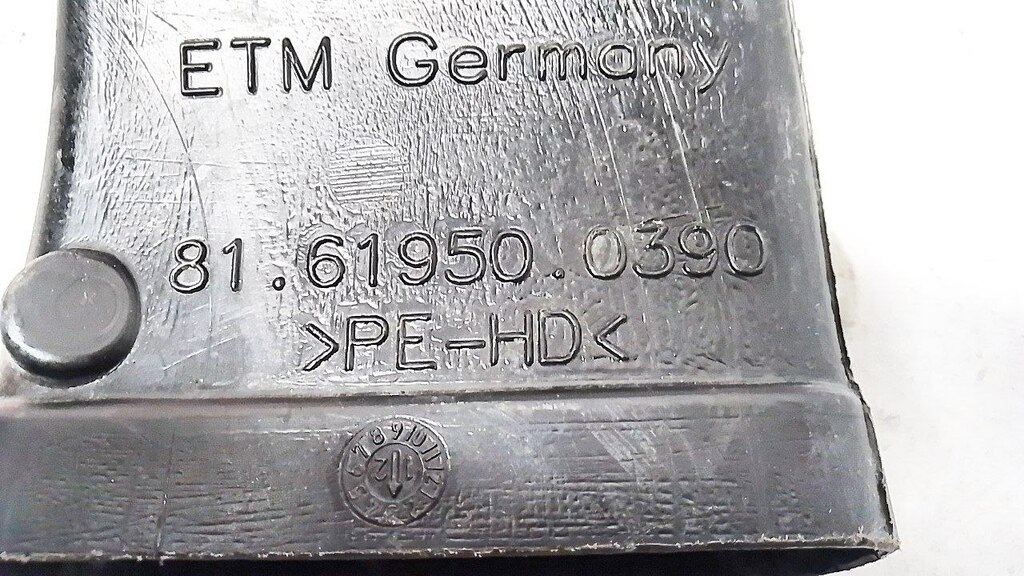 ETM Germany
81.61950.0390
>PE-HD<